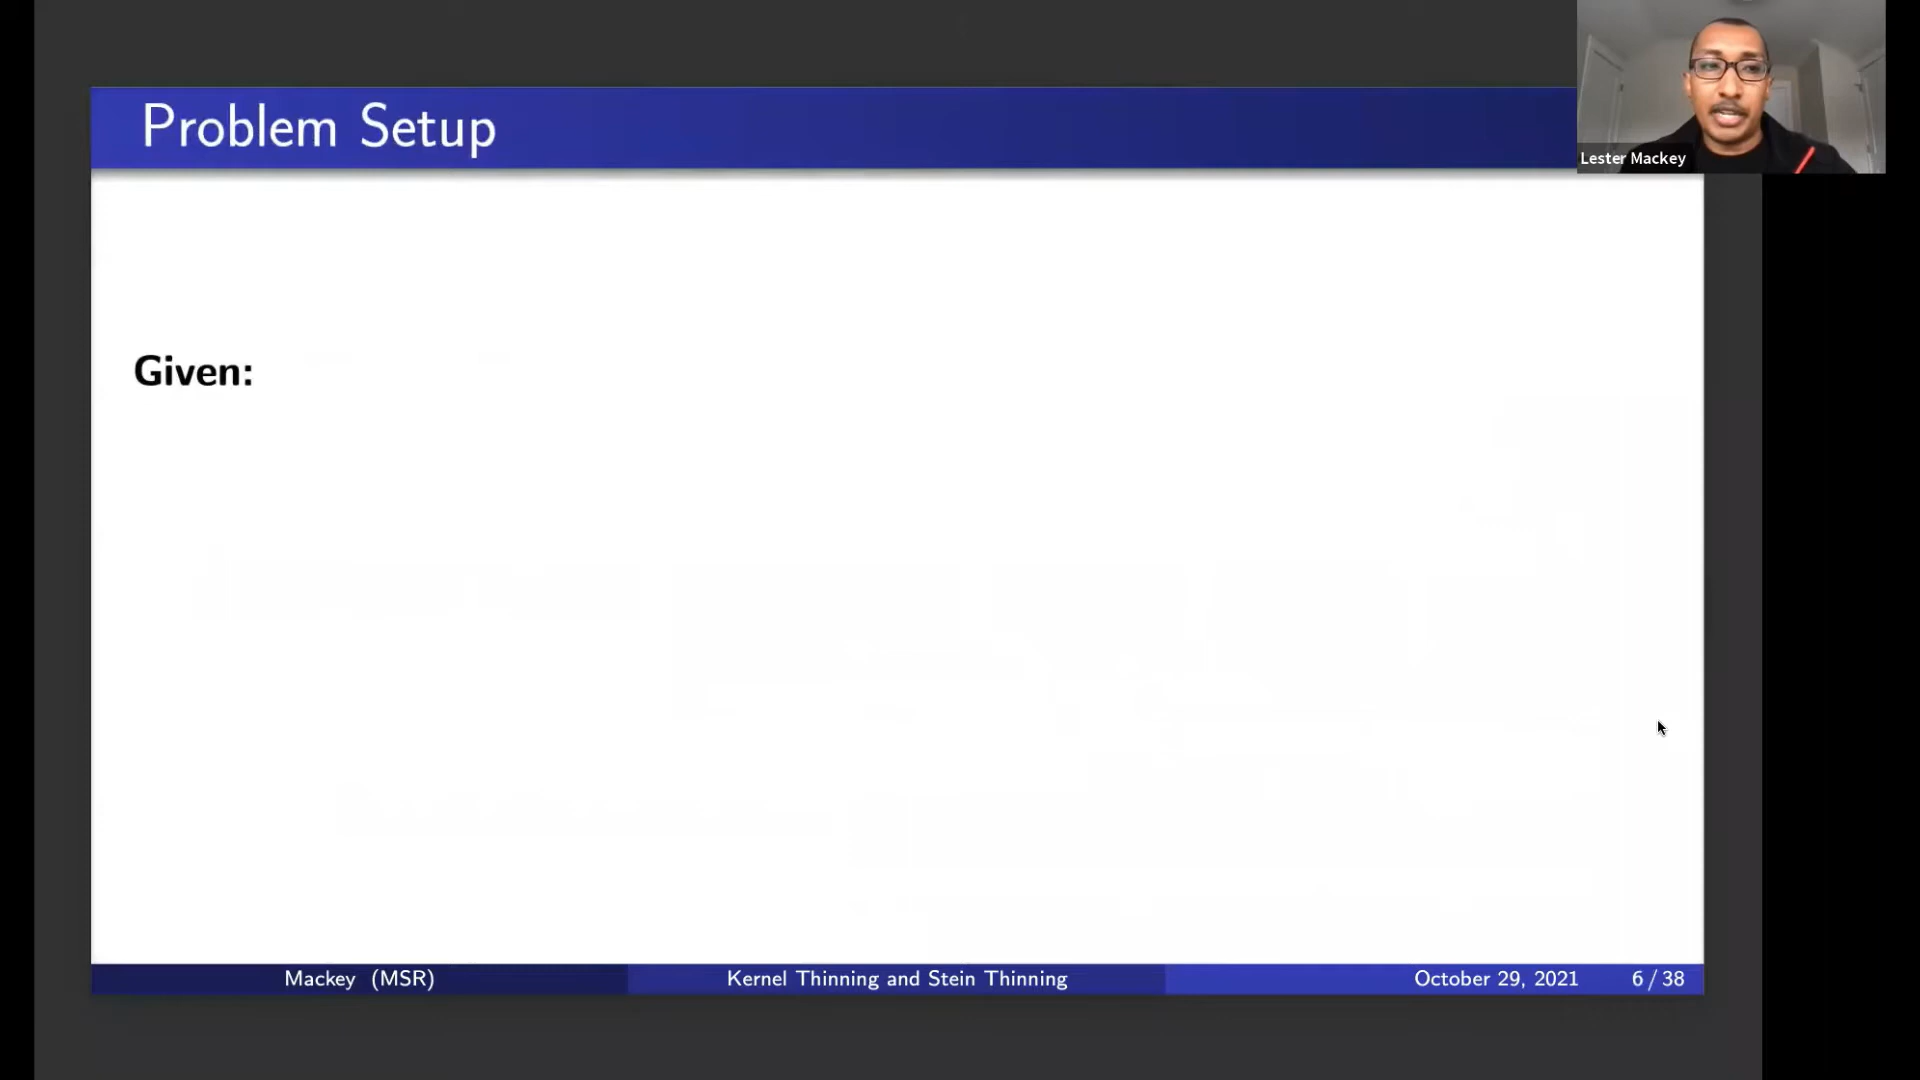 Problem Setup
Lester Mackey
Given:
Mackey (MSR)
Kernel Thinning and Stein Thinning
October 29, 2021
6 / 38